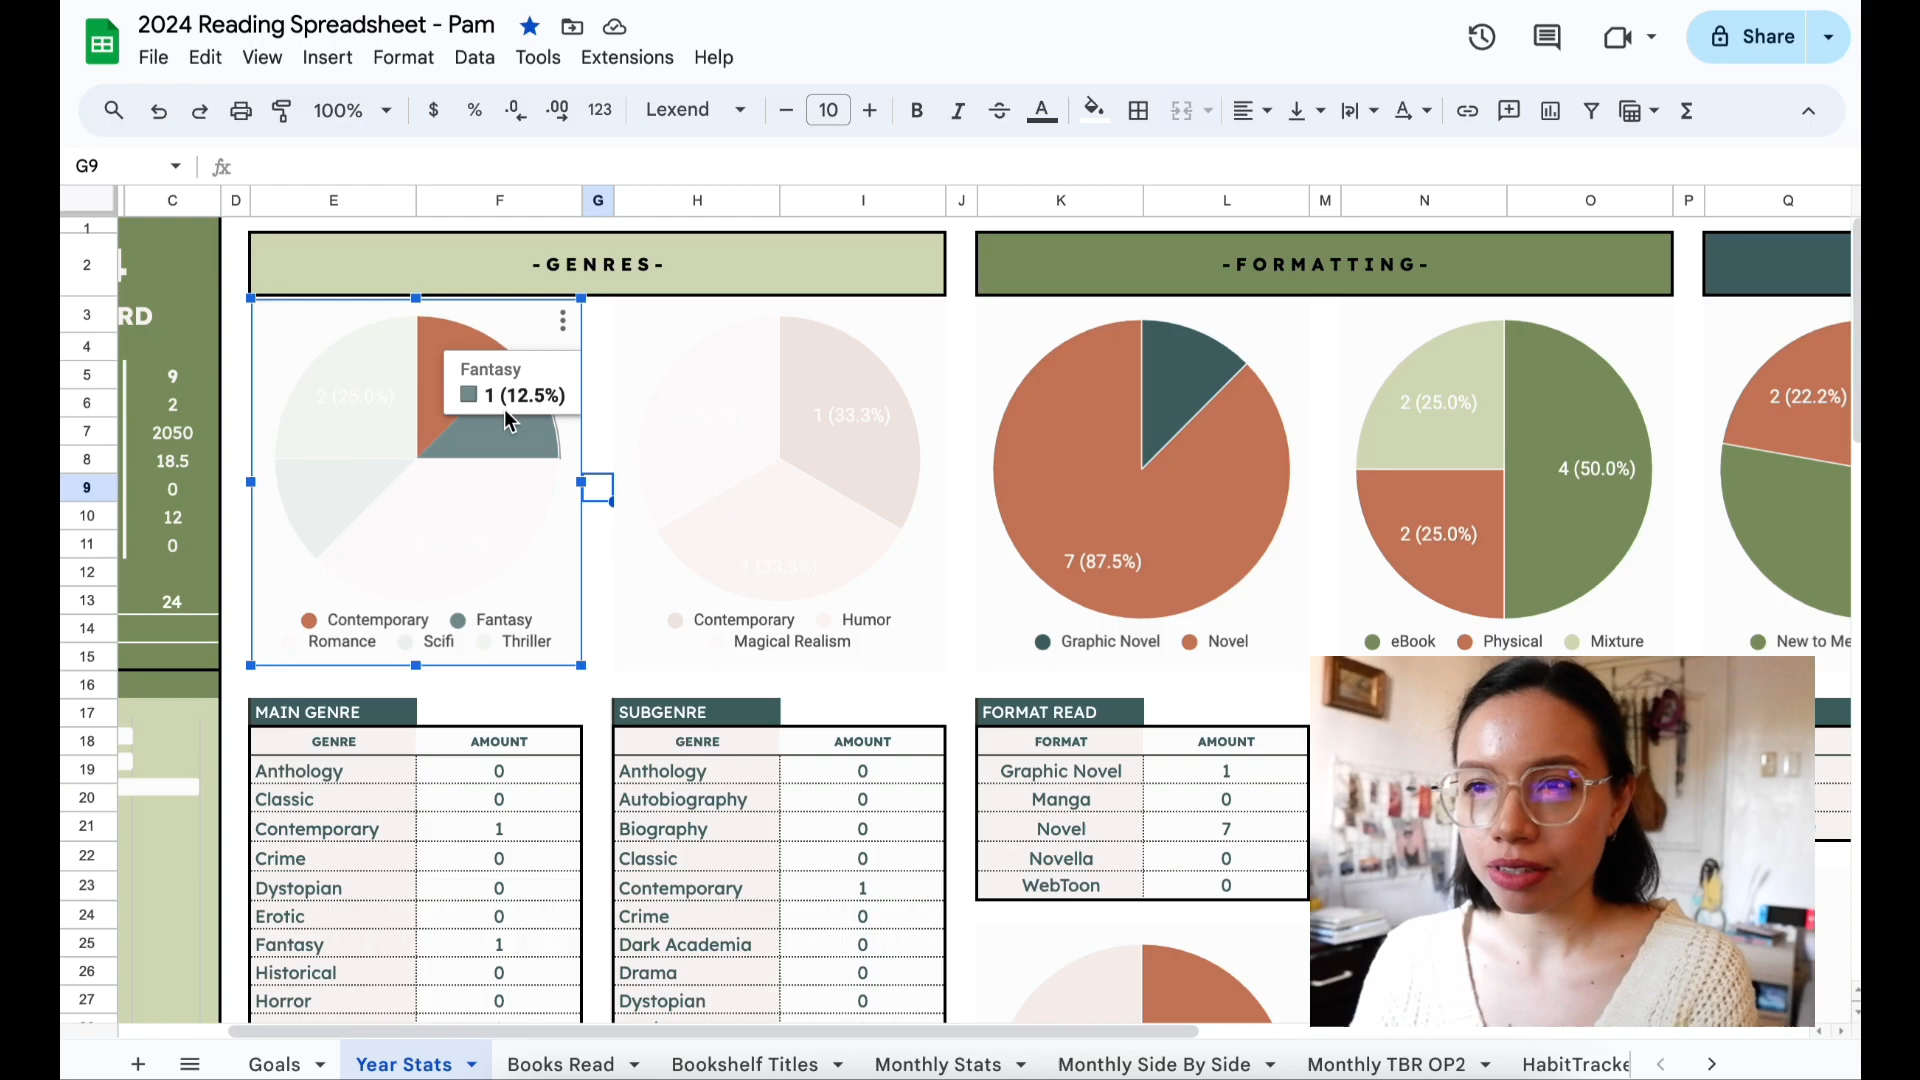 2024 Reading Spreadsheet - Pam
File Edit View Insert Format Data Tools Extensions Help
Share
100% $ % .0 .00 123 Lexend 10 B I A
G9 fx
C D E F G H I J K L M N O P Q
1
2 -GENRES- -FORMATTING-
3 RD
4
5 9
6 2
7 2050
8 18.5
9 0
10 12
11 0
12
13 24
14
15
16
Fantasy
1 (12.5%)
2 (25.0%)
1 (33.3%)
1 (33.3%)
7 (87.5%)
2 (25.0%)
2 (25.0%)
4 (50.0%)
2 (22.2%)
Contemporary Fantasy
Romance Scifi Thriller
Contemporary Humor
Magical Realism
Graphic Novel Novel
eBook Physical Mixture
New to Me
17 MAIN GENRE SUBGENRE FORMAT READ
18 GENRE AMOUNT GENRE AMOUNT FORMAT AMOUNT
19 Anthology 0 Anthology 0 Graphic Novel 1
20 Classic 0 Autobiography 0 Manga 0
21 Contemporary 1 Biography 0 Novel 7
22 Crime 0 Classic 0 Novella 0
23 Dystopian 0 Contemporary 1 WebToon 0
24 Erotic 0 Crime 0
25 Fantasy 1 Dark Academia 0
26 Historical 0 Drama 0
27 Horror 0 Dystopian 0
Goals Year Stats Books Read Bookshelf Titles Monthly Stats Monthly Side By Side Monthly TBR OP2 HabitTracke